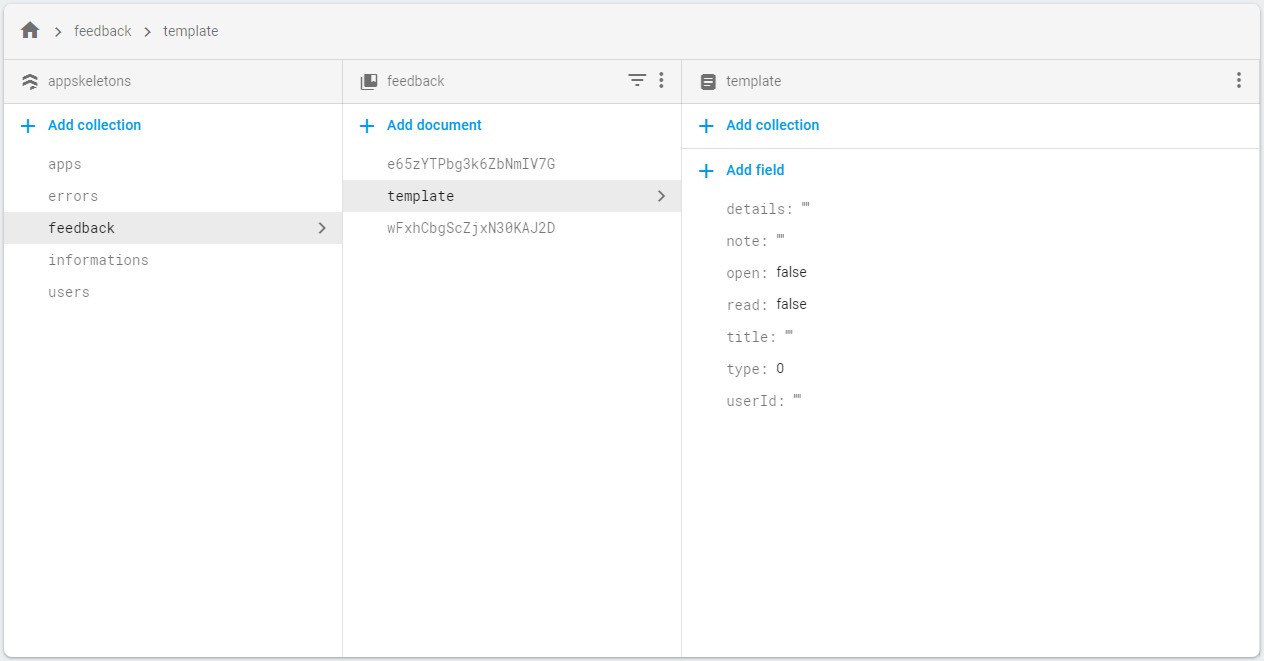 feedback > template
appskeletons
Add collection
apps
errors
feedback
informations
users
feedback
Add document
e65zYTPbg3k6ZbNmIV7G
template
wFxhCbgScZjxN30KAJ2D
template
Add collection
Add field
details: ""
note: ""
open: false
read: false
title: ""
type: 0
userId: ""